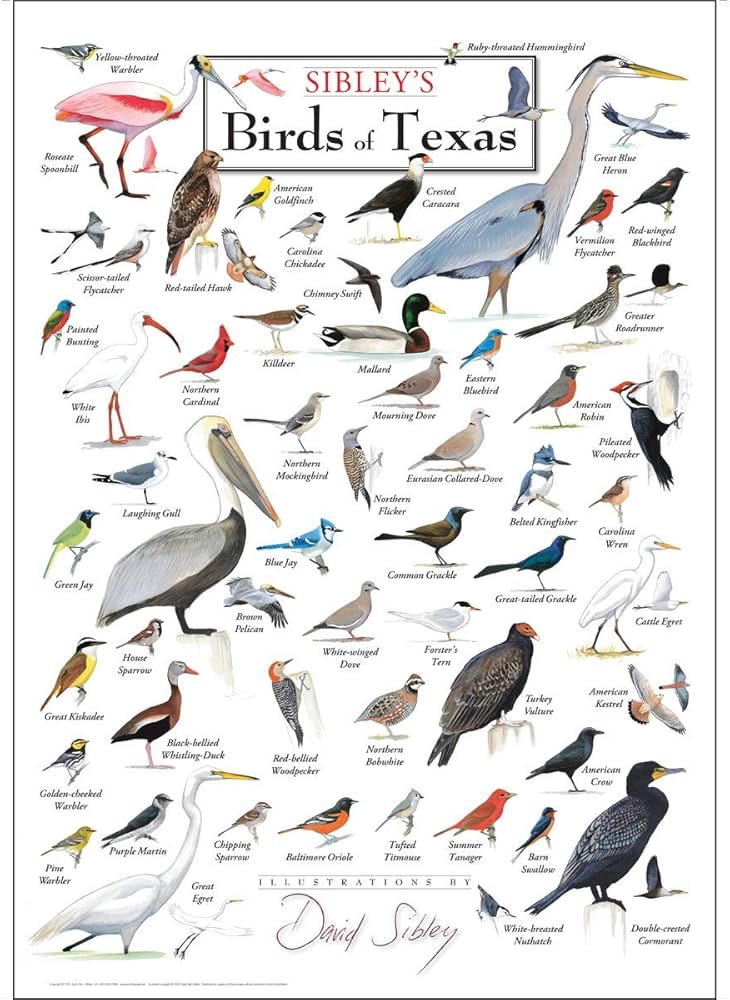 Ruby-throated Hummingbird
Yellow-throated
Warbler
SIBLEY'S
Birds of Texas
Roseate
Spoonbill
Great Blue
Heron
American
Goldfinch
Crested
Caracara
Carolina
Chickadee
Vermilion
Flycatcher
Red-winged
Blackbird
Scissor-tailed
Flycatcher
Red-tailed Hawk
Chimney Swift
Greater
Roadrunner
Painted
Bunting
Killdeer
Mallard
Eastern
Bluebird
Northern
Cardinal
White
Ibis
Mourning Dove
American
Robin
Pileated
Woodpecker
Northern
Mockingbird
Eurasian Collared-Dove
Northern
Flicker
Laughing Gull
Belted Kingfisher
Carolina
Wren
Green Jay
Blue Jay
Common Grackle
Great-tailed Grackle
Cattle Egret
Brown
Pelican
House
Sparrow
White-winged
Dove
Forster's
Tern
Great Kiskadee
Turkey
Vulture
American
Kestrel
Black-bellied
Whistling-Duck
Red-bellied
Woodpecker
Northern
Bobwhite
American
Crow
Golden-cheeked
Warbler
Purple Martin
Chipping
Sparrow
Baltimore Oriole
Tufted
Titmouse
Summer
Tanager
Barn
Swallow
Pine
Warbler
Great
Egret
ILLUSTRATIONS BY
David Sibley
White-breasted
Nuthatch
Double-crested
Cormorant